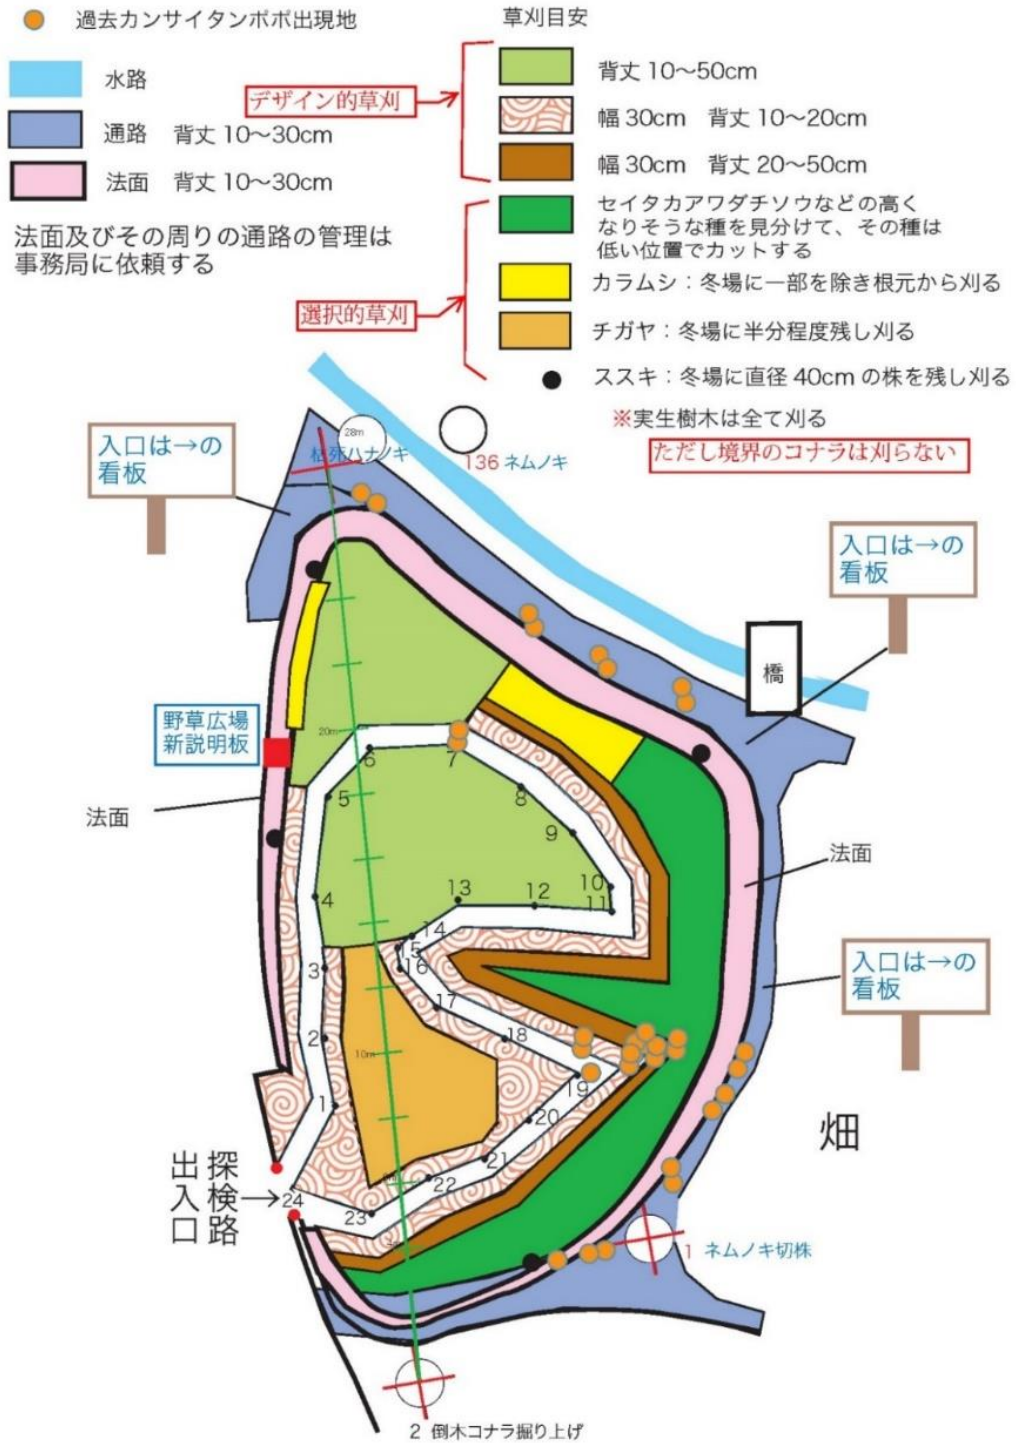 過去カンサイタンポポ出現地
水路
通路 背丈 10〜30cm
法面 背丈 10〜30cm
法面及びその周りの通路の管理は
事務局に依頼する
草刈目安
デザイン的草刈
背丈 10〜50cm
幅 30cm 背丈 10〜20cm
幅 30cm 背丈 20〜50cm
選択的草刈
セイタカアワダチソウなどの高く
なりそうな種を見分けて、その種は
低い位置でカットする
カラムシ：冬場に一部を除き根元から刈る
チガヤ：冬場に半分程度残し刈る
ススキ：冬場に直径 40cm の株を残し刈る
※実生樹木は全て刈る
ただし境界のコナラは刈らない
入口は→の
看板
28m
枯死ハナノキ
136 ネムノキ
入口は→の
看板
橋
野草広場
新説明板
20m
法面
法面
入口は→の
看板
10m
畑
1
2
3
4
5
6
7
8
9
10
11
12
13
14
15
16
17
18
19
20
21
22
23
24
探検路
出入口→
1 ネムノキ切株
2 倒木コナラ掘り上げ